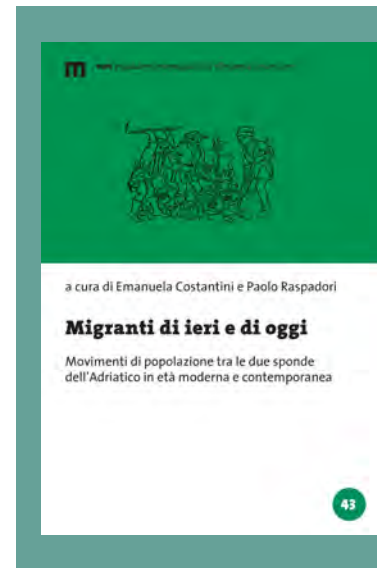 m
a cura di Emanuela Costantini e Paolo Raspadori
Migranti di ieri e di oggi
Movimenti di popolazione tra le due sponde
dell'Adriatico in età moderna e contemporanea
43